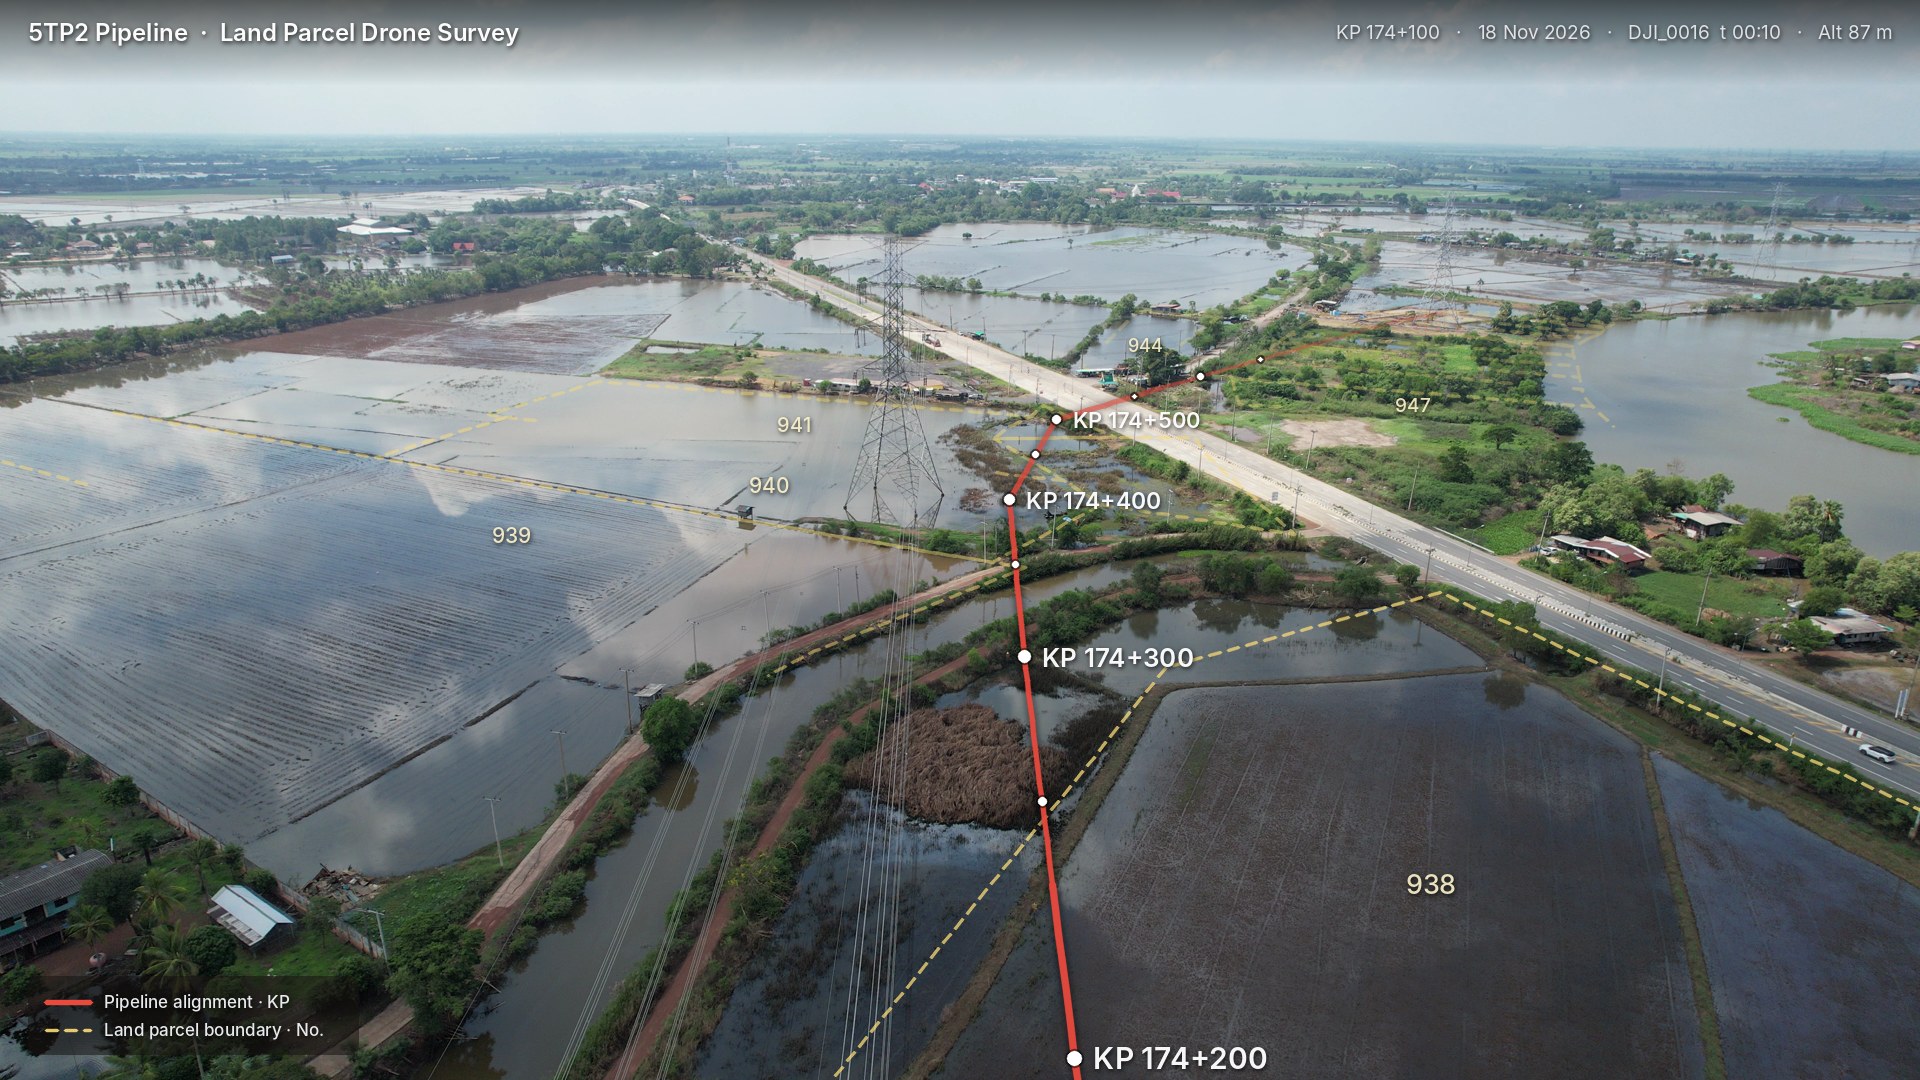 5TP2 Pipeline · Land Parcel Drone Survey
KP 174+100 · 18 Nov 2026 · DJI_0016 t 00:10 · Alt 87 m
944
947
941
KP 174+500
940
KP 174+400
939
KP 174+300
938
Pipeline alignment · KP
Land parcel boundary · No.
KP 174+200